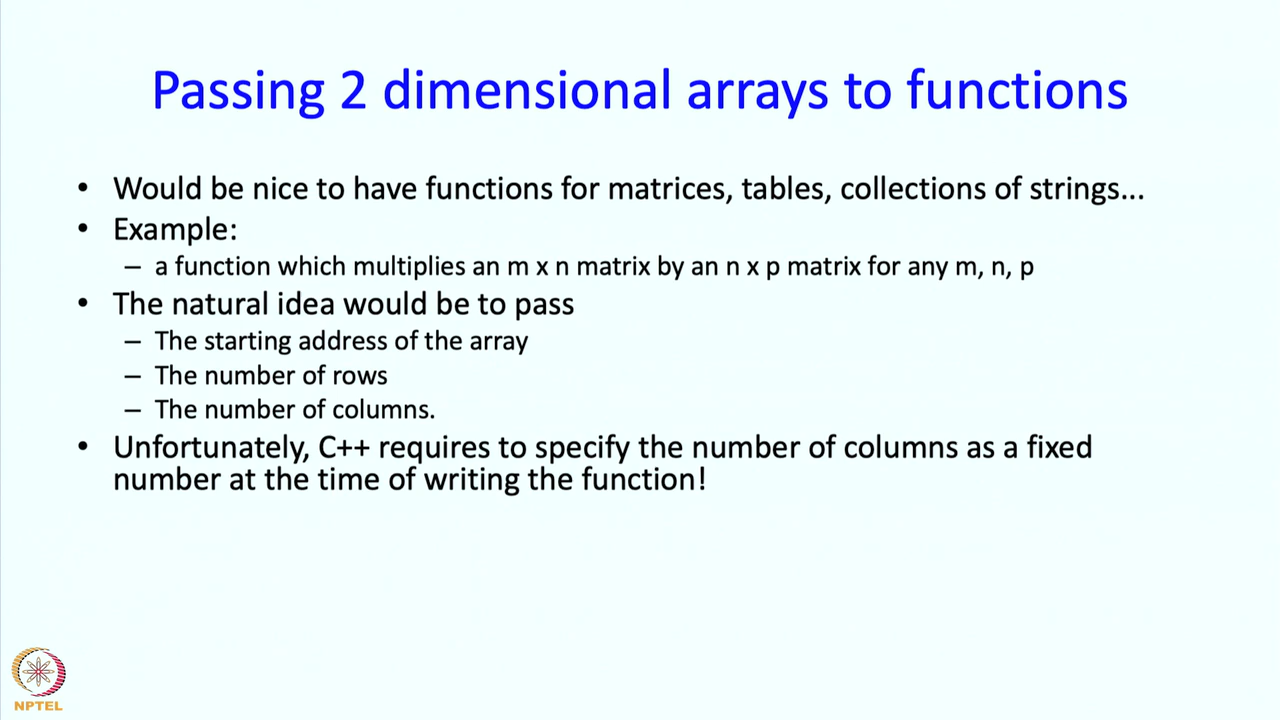 Passing 2 dimensional arrays to functions
• Would be nice to have functions for matrices, tables, collections of strings...
• Example:
– a function which multiplies an m x n matrix by an n x p matrix for any m, n, p
• The natural idea would be to pass
– The starting address of the array
– The number of rows
– The number of columns.
• Unfortunately, C++ requires to specify the number of columns as a fixed
number at the time of writing the function!
NPTEL